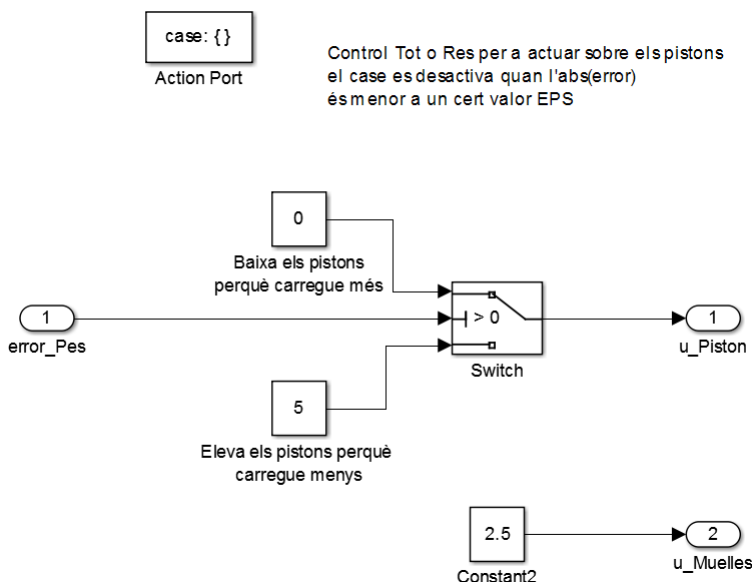 case: { }
Action Port
Control Tot o Res per a actuar sobre els pistons
el case es desactiva quan l'abs(error)
és menor a un cert valor EPS
0
Baixa els pistons
perquè carregue més
1
error_Pes
> 0
Switch
1
u_Piston
5
Eleva els pistons perquè
carregue menys
2.5
Constant2
2
u_Muelles